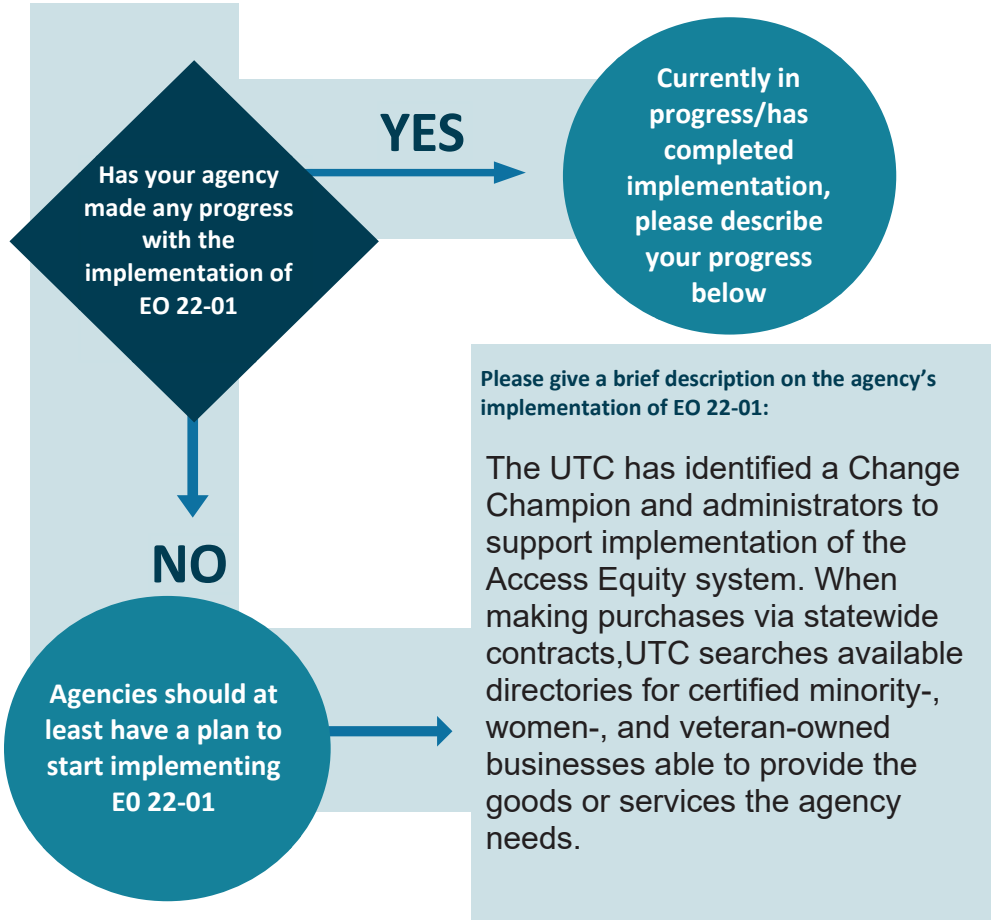 Has your agency
made any progress
with the
implementation of
EO 22-01
YES
Currently in
progress/has
completed
implementation,
please describe
your progress
below
NO
Agencies should at
least have a plan to
start implementing
E0 22-01
Please give a brief description on the agency’s
implementation of EO 22-01:
The UTC has identified a Change
Champion and administrators to
support implementation of the
Access Equity system. When
making purchases via statewide
contracts,UTC searches available
directories for certified minority-,
women-, and veteran-owned
businesses able to provide the
goods or services the agency
needs.